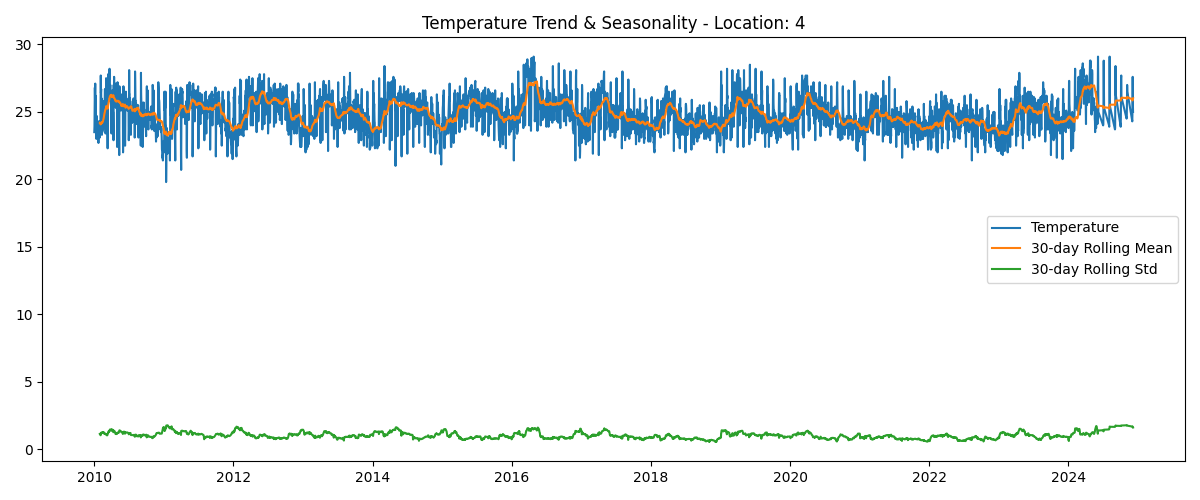 Temperature Trend & Seasonality - Location: 4
30
25
20
15
10
5
0
Temperature
30-day Rolling Mean
30-day Rolling Std
2010 2012 2014 2016 2018 2020 2022 2024